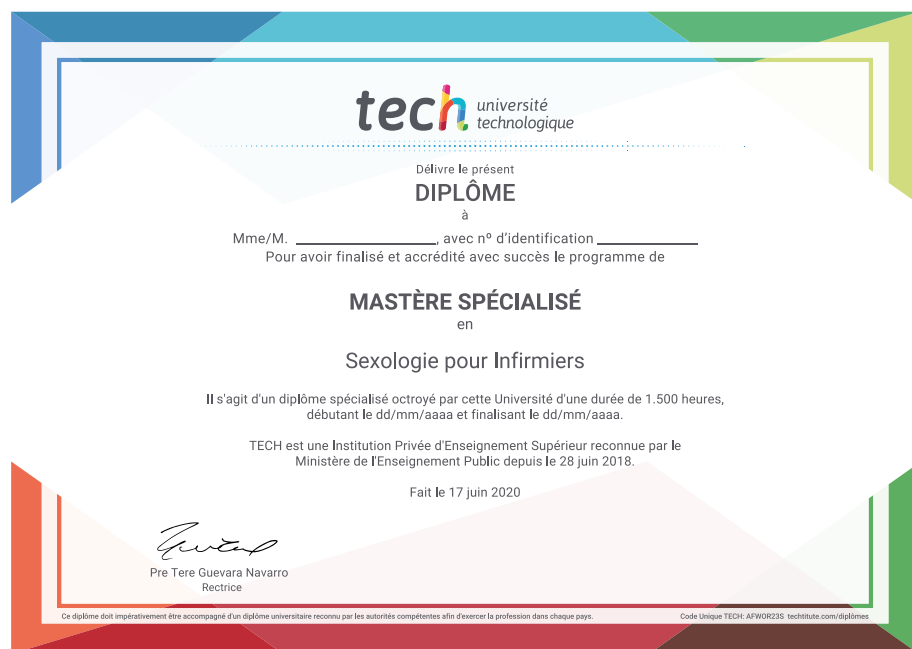 tech université
technologique
Délivre le présent
DIPLÔME
à
Mme/M. ____________________, avec nº d'identification ______________
Pour avoir finalisé et accrédité avec succès le programme de
MASTÈRE SPÉCIALISÉ
en
Sexologie pour Infirmiers
Il s'agit d'un diplôme spécialisé octroyé par cette Université d'une durée de 1.500 heures,
débutant le dd/mm/aaaa et finalisant le dd/mm/aaaa.
TECH est une Institution Privée d'Enseignement Supérieur reconnue par le
Ministère de l'Enseignement Public depuis le 28 juin 2018.
Fait le 17 juin 2020
Pre Tere Guevara Navarro
Rectrice
Ce diplôme doit impérativement être accompagné d'un diplôme universitaire reconnu par les autorités compétentes afin d'exercer la profession dans chaque pays.
Code Unique TECH: AFWOR23S techtitute.com/diplômes